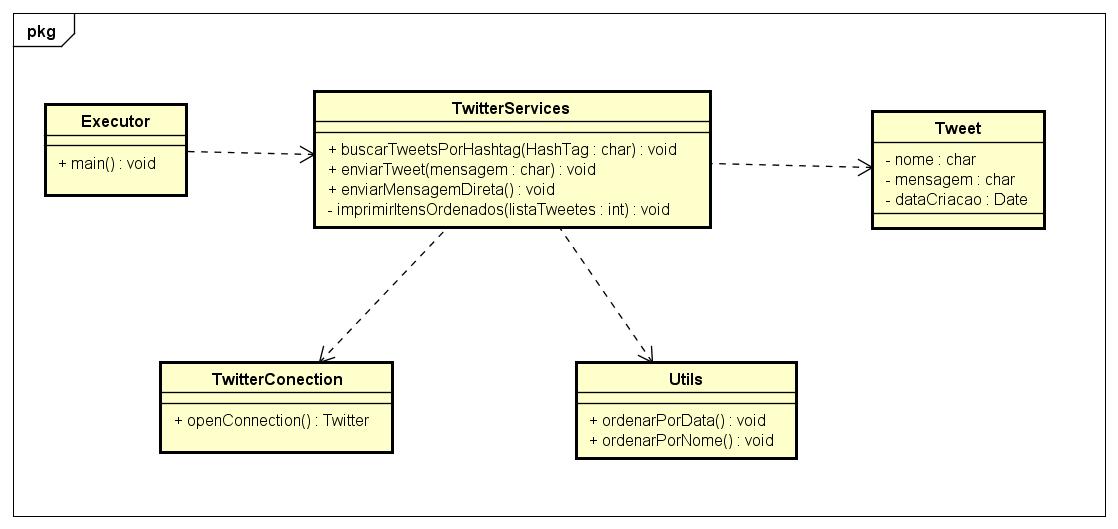 pkg
Executor
+ main() : void
TwitterServices
+ buscarTweetsPorHashtag(HashTag : char) : void
+ enviarTweet(mensagem : char) : void
+ enviarMensagemDireta() : void
- imprimirItensOrdenados(listaTweetes : int) : void
Tweet
- nome : char
- mensagem : char
- dataCriacao : Date
TwitterConection
+ openConnection() : Twitter
Utils
+ ordenarPorData() : void
+ ordenarPorNome() : void